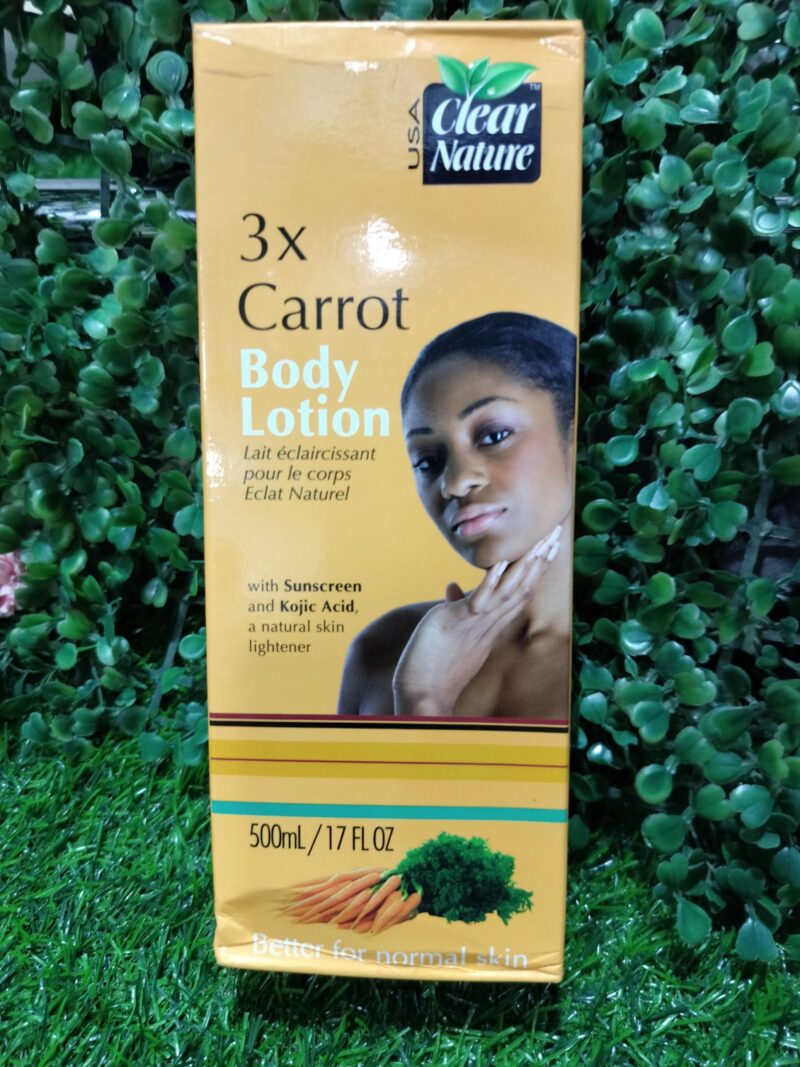 USA
Clear
Nature
TM
3x
Carrot
Body
Lotion
Lait éclaircissant
pour le corps
Eclat Naturel
with Sunscreen
and Kojic Acid,
a natural skin
lightener
500mL / 17 FL OZ
Better for normal skin